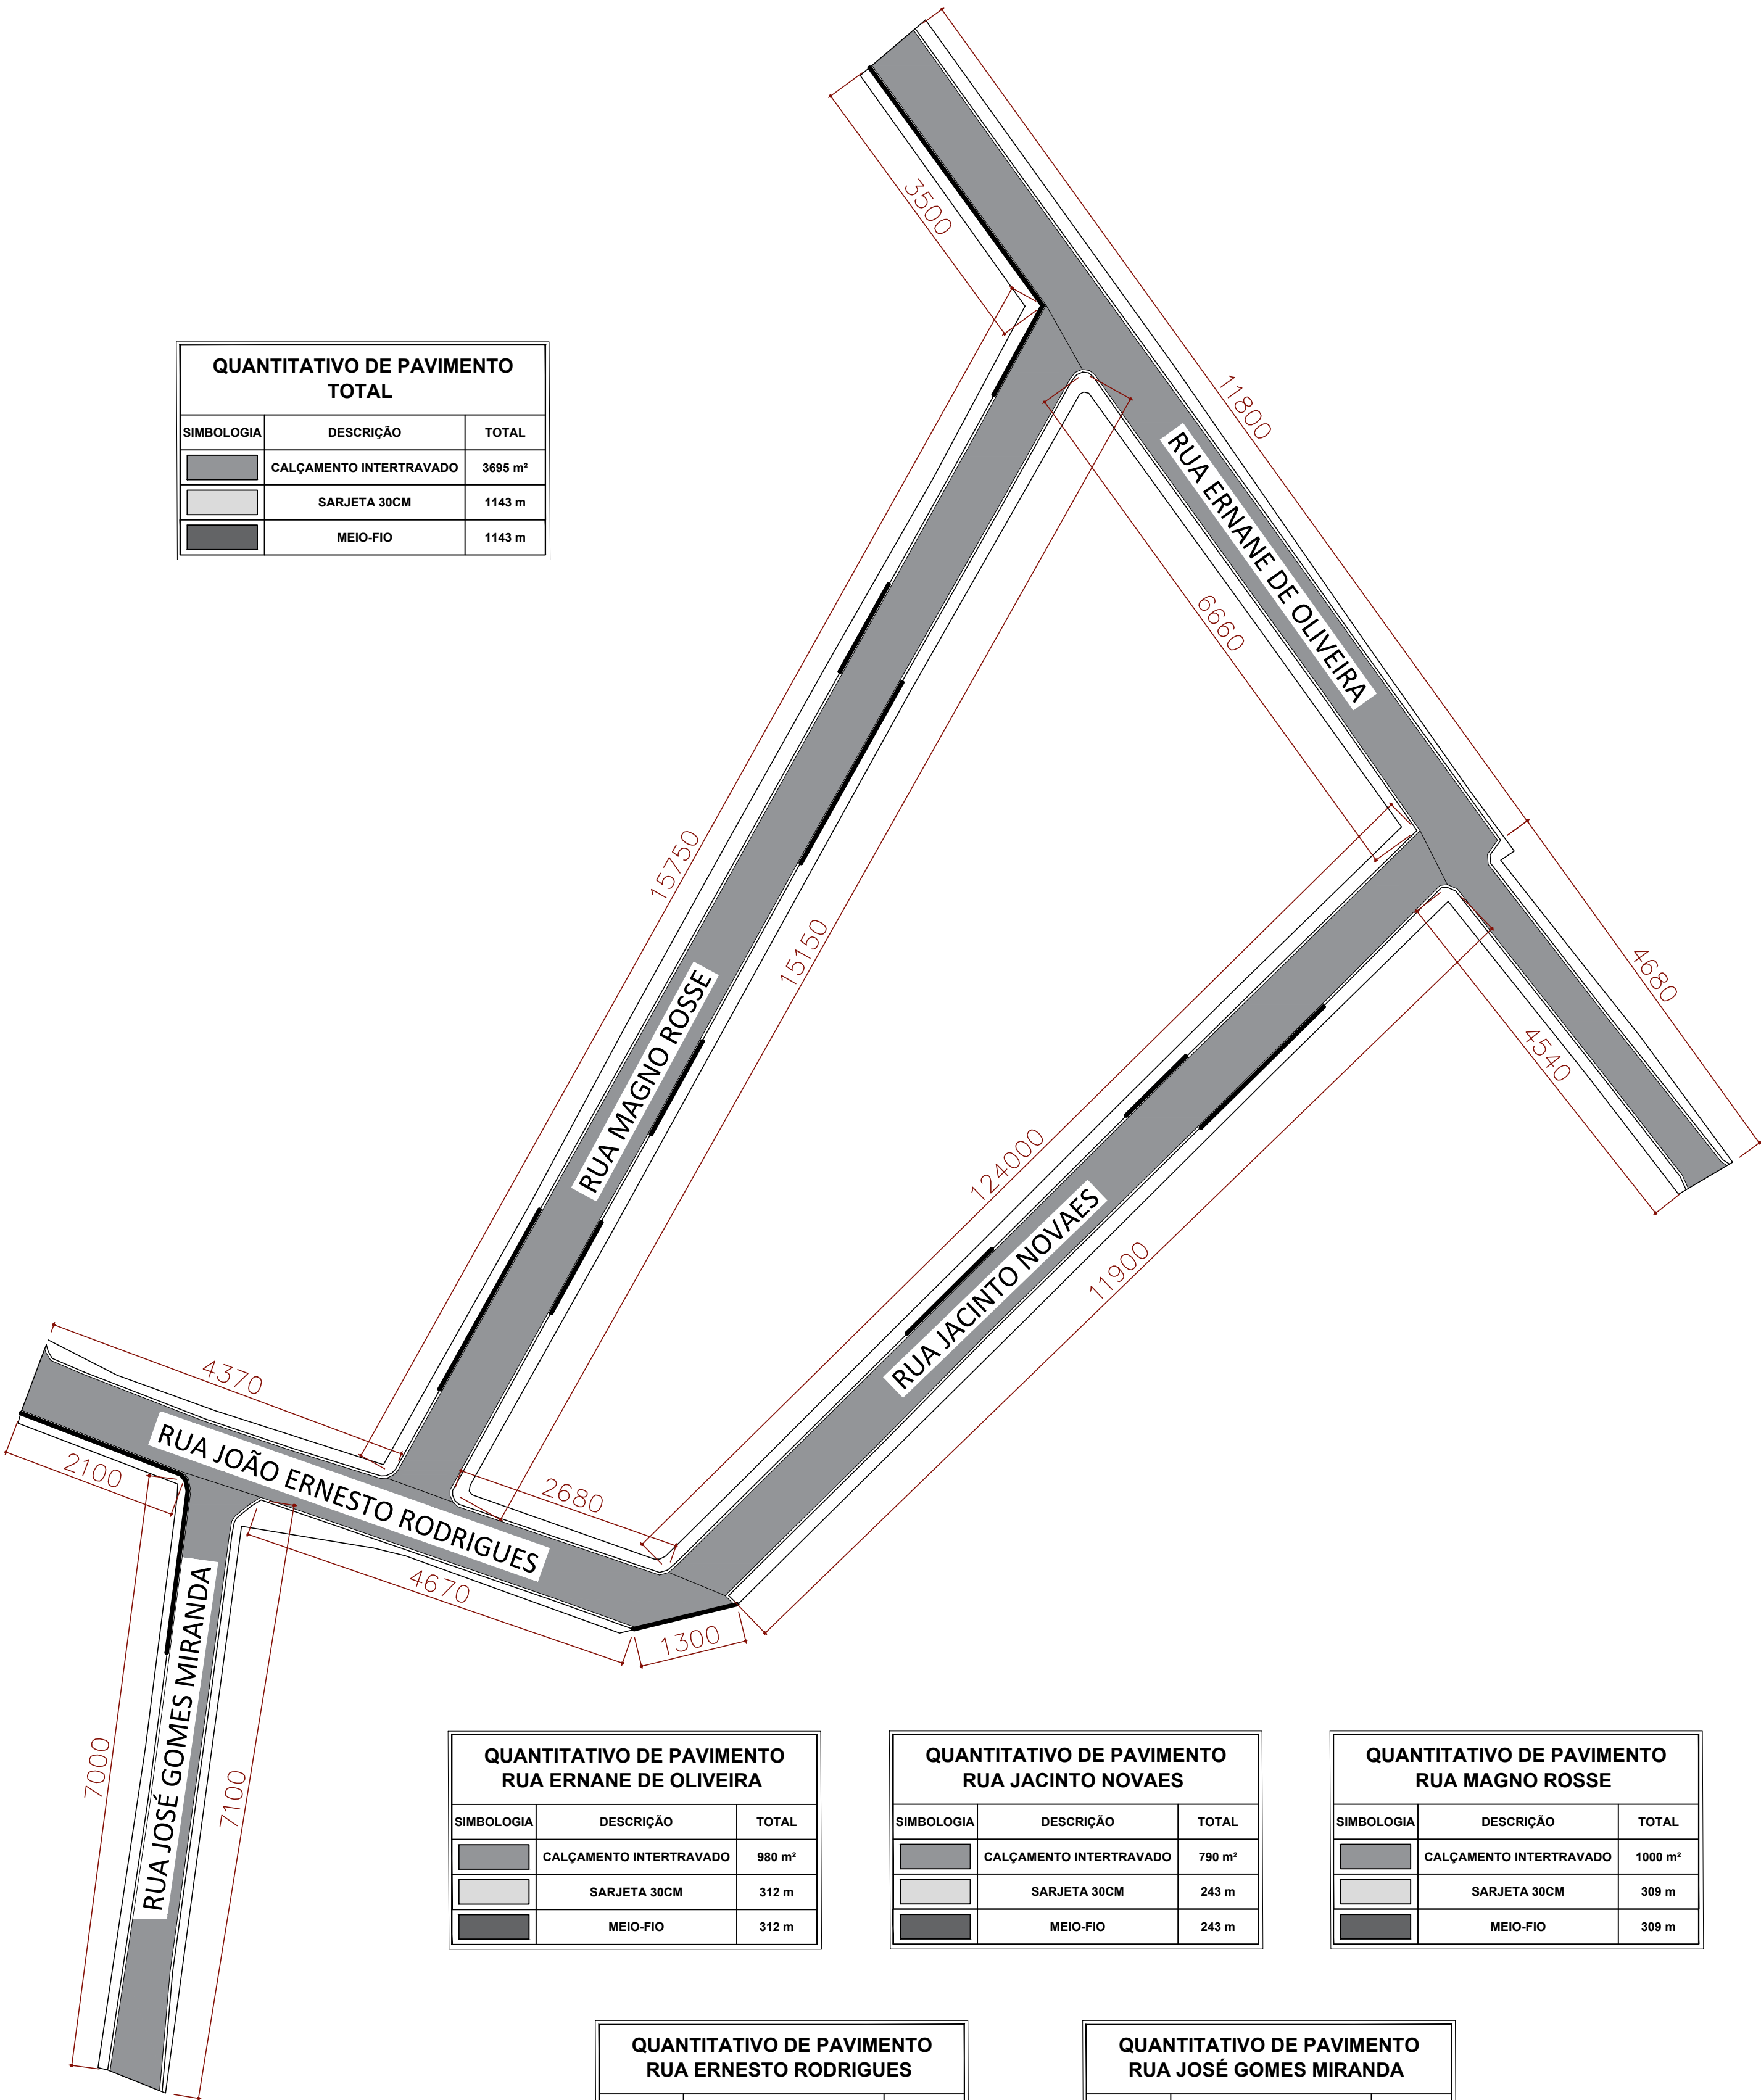 3500
11800
QUANTITATIVO DE PAVIMENTO
TOTAL
SIMBOLOGIA DESCRIÇÃO TOTAL
CALÇAMENTO INTERTRAVADO 3695 m²
SARJETA 30CM 1143 m
MEIO-FIO 1143 m
RUA ERNANE DE OLIVEIRA
6660
15750
15150
4680
4540
RUA MAGNO ROSSE
124000
RUA JACINTO NOVAES
11900
4370
RUA JOÃO ERNESTO RODRIGUES
2100
2680
4670
1300
RUA JOSÉ GOMES MIRANDA
7000
7100
QUANTITATIVO DE PAVIMENTO
RUA ERNANE DE OLIVEIRA
SIMBOLOGIA DESCRIÇÃO TOTAL
CALÇAMENTO INTERTRAVADO 980 m²
SARJETA 30CM 312 m
MEIO-FIO 312 m
QUANTITATIVO DE PAVIMENTO
RUA JACINTO NOVAES
SIMBOLOGIA DESCRIÇÃO TOTAL
CALÇAMENTO INTERTRAVADO 790 m²
SARJETA 30CM 243 m
MEIO-FIO 243 m
QUANTITATIVO DE PAVIMENTO
RUA MAGNO ROSSE
SIMBOLOGIA DESCRIÇÃO TOTAL
CALÇAMENTO INTERTRAVADO 1000 m²
SARJETA 30CM 309 m
MEIO-FIO 309 m
QUANTITATIVO DE PAVIMENTO
RUA ERNESTO RODRIGUES
QUANTITATIVO DE PAVIMENTO
RUA JOSÉ GOMES MIRANDA